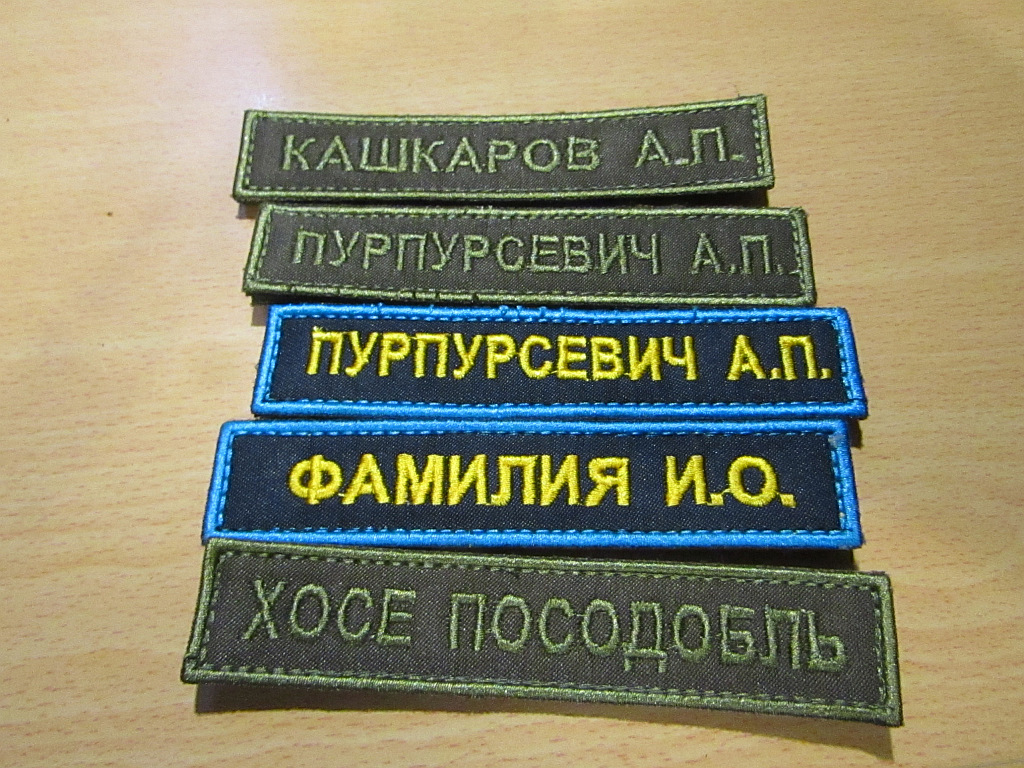 КАШКАРОВ А.П.
ПУРПУРСЕВИЧ А.П.
ПУРПУРСЕВИЧ А.П.
ФАМИЛИЯ И.О.
ХОСЕ ПОСОДОБЛЬ